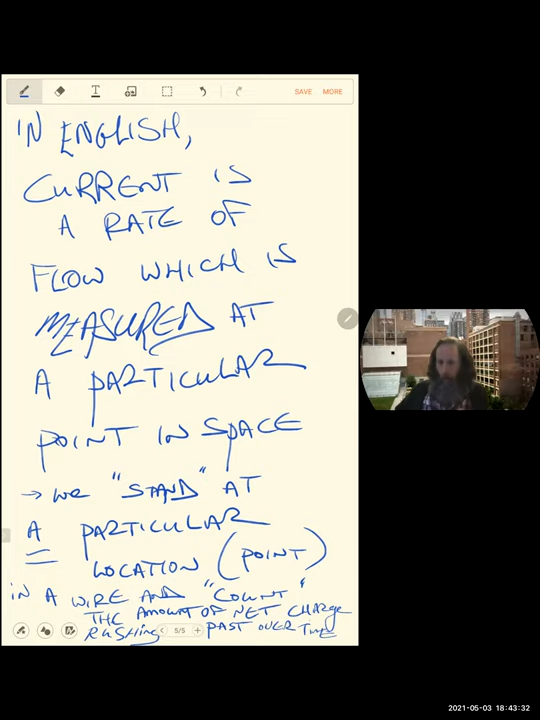 SAVE MORE
IN ENGLISH,
CURRENT IS
A RATE OF
FLOW WHICH IS
MEASURED AT
A PARTICULAR
POINT IN SPACE
→ WE "STAND" AT
A PARTICULAR
LOCATION (POINT)
IN A WIRE AND "COUNT"
THE AMOUNT OF NET CHARGE
RUSHING PAST OVER TIME
5/5
2021-05-03 18:43:32